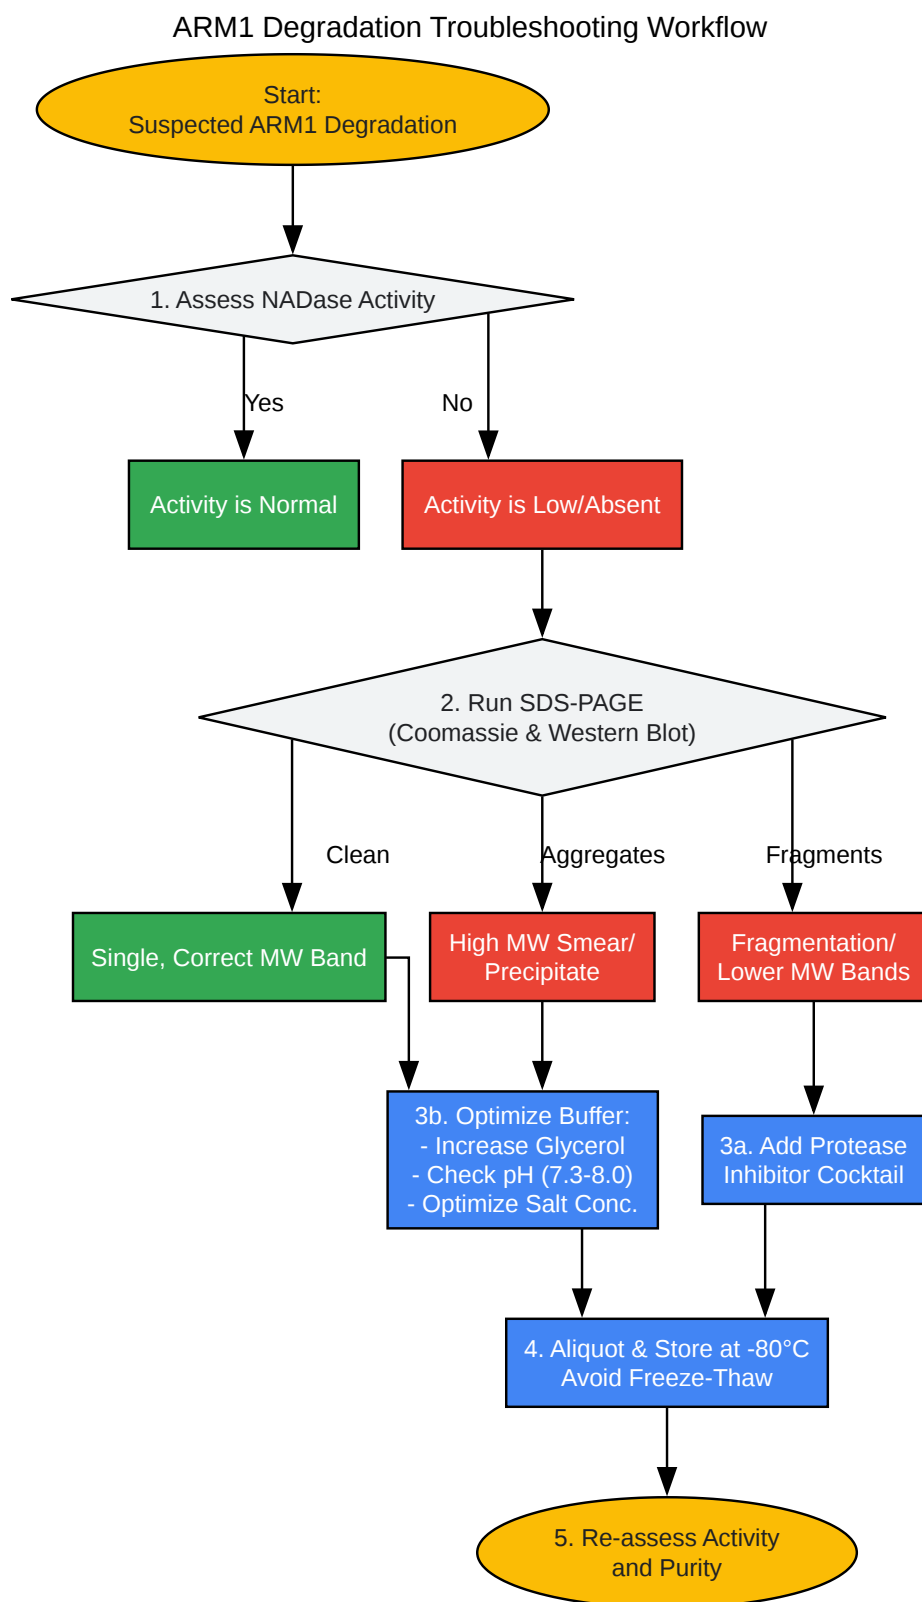 ARM1 Degradation Troubleshooting Workflow
Start:
Suspected ARM1 Degradation
1. Assess NADase Activity
Yes
No
Activity is Normal
Activity is Low/Absent
2. Run SDS-PAGE
(Coomassie & Western Blot)
Clean
Aggregates
Fragments
Single, Correct MW Band
High MW Smear/
Precipitate
Fragmentation/
Lower MW Bands
3b. Optimize Buffer:
- Increase Glycerol
- Check pH (7.3-8.0)
- Optimize Salt Conc.
3a. Add Protease
Inhibitor Cocktail
4. Aliquot & Store at -80°C
Avoid Freeze-Thaw
5. Re-assess Activity
and Purity